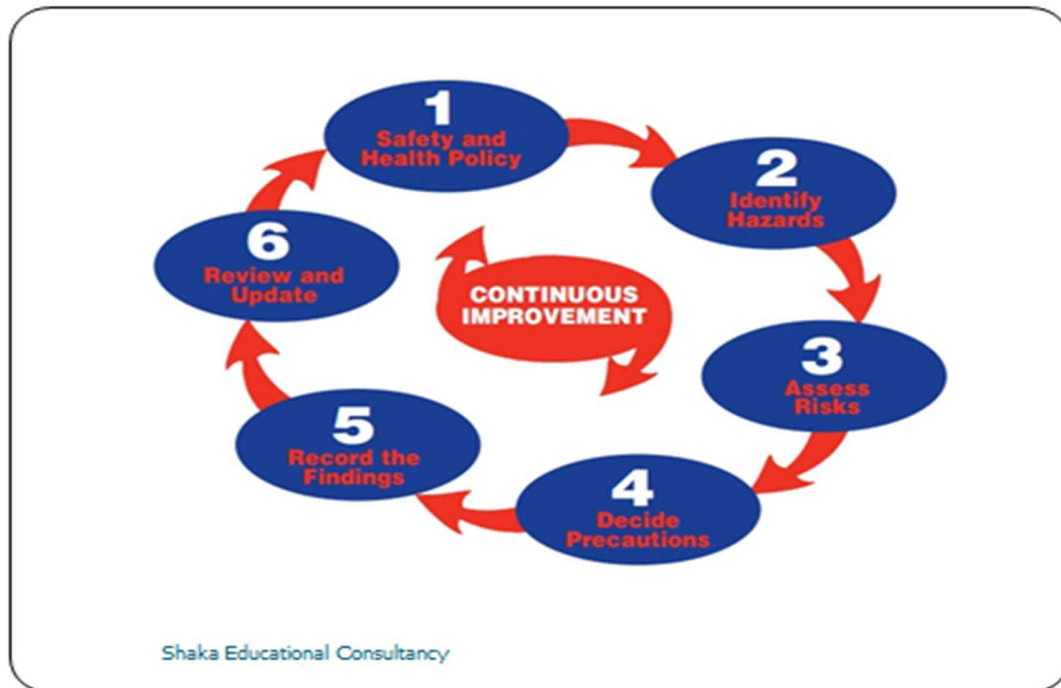 1
Safety and
Health Policy
2
Identify
Hazards
3
Assess
Risks
4
Decide
Precautions
5
Record the
Findings
6
Review and
Update
CONTINUOUS
IMPROVEMENT
Shaka Educational Consultancy